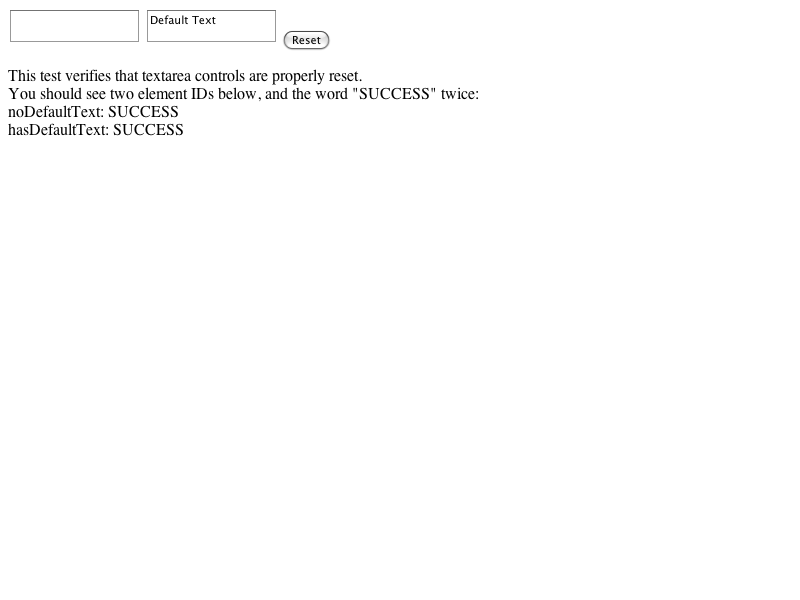 Default Text
Reset
This test verifies that textarea controls are properly reset.
You should see two element IDs below, and the word "SUCCESS" twice:
noDefaultText: SUCCESS
hasDefaultText: SUCCESS